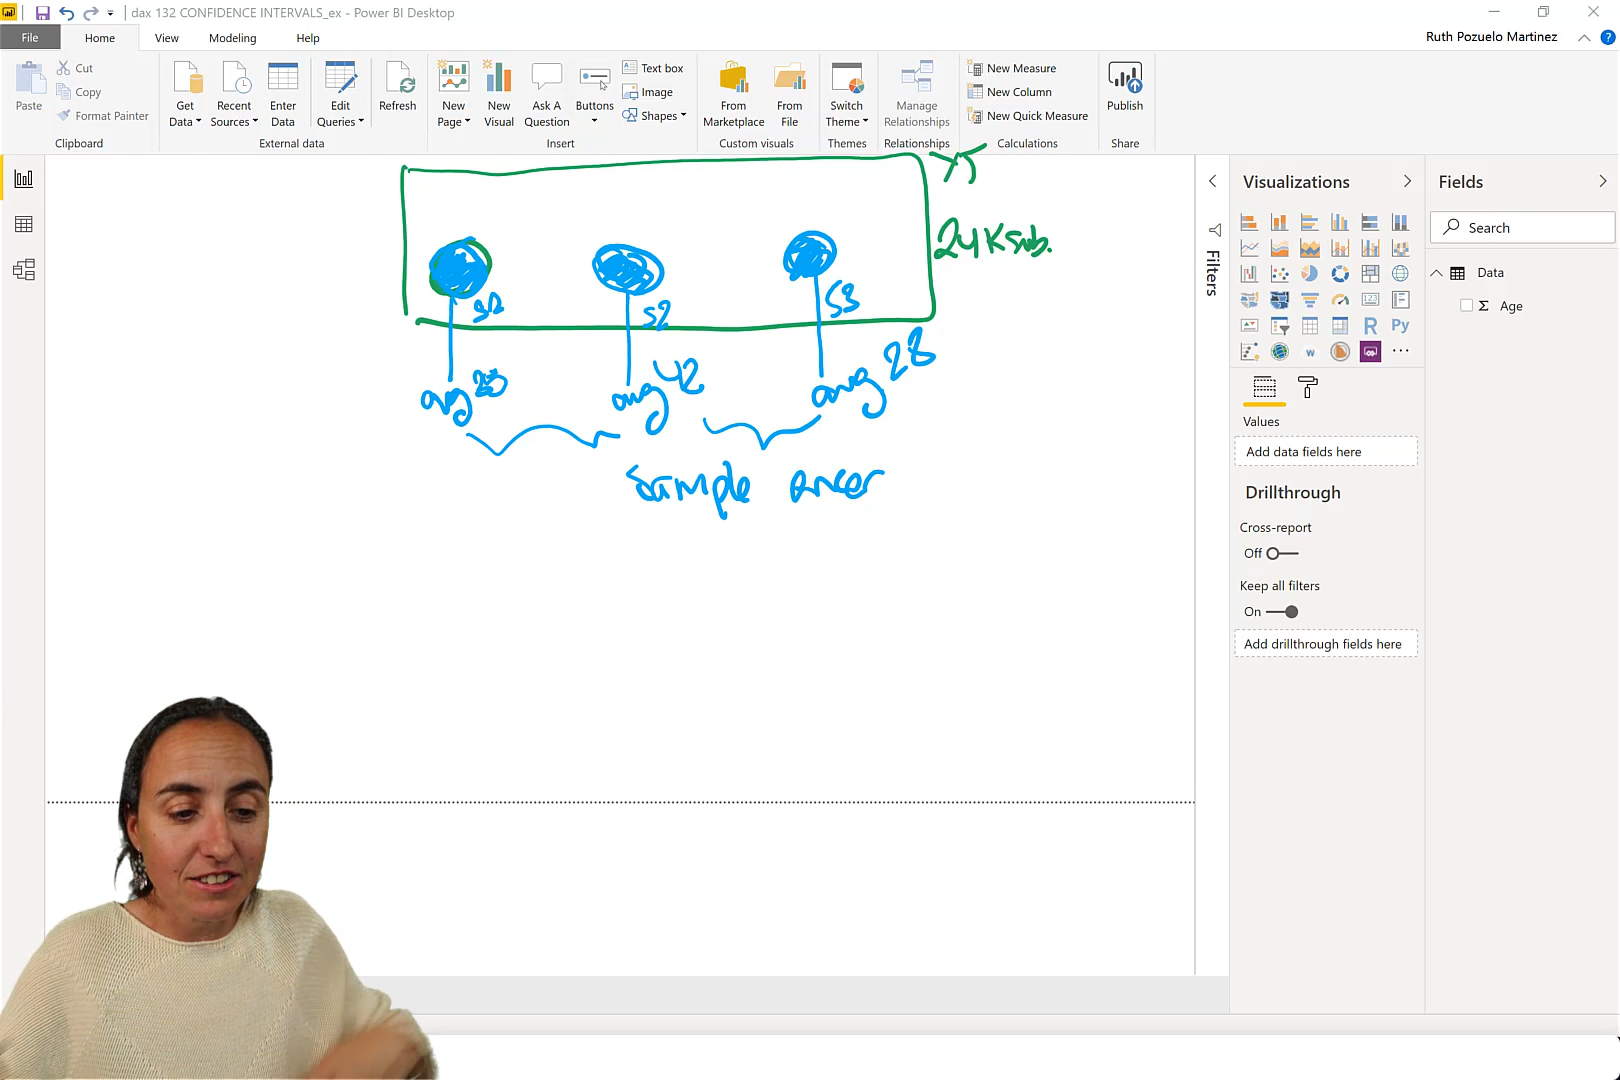 dax 132 CONFIDENCE INTERVALS_ex - Power BI Desktop
File Home View Modeling Help Ruth Pozuelo Martinez ?
Paste
Cut
Copy
Format Painter
Clipboard
Get Data
Recent Sources
Enter Data
Edit Queries
Refresh
External data
New Page
New Visual
Ask A Question
Buttons
Text box
Image
Shapes
Insert
From Marketplace
From File
Custom visuals
Switch Theme
Themes
Manage Relationships
Relationships
New Measure
New Column
New Quick Measure
Calculations
Publish
Share
YT
24K sub.
S2
S3
avg
avg 42
avg 28
sample
Filters
Visualizations
123
R
Py
W
Values
Add data fields here
Drillthrough
Cross-report
Off
Keep all filters
On
Add drillthrough fields here
Fields
Search
Data
Σ Age